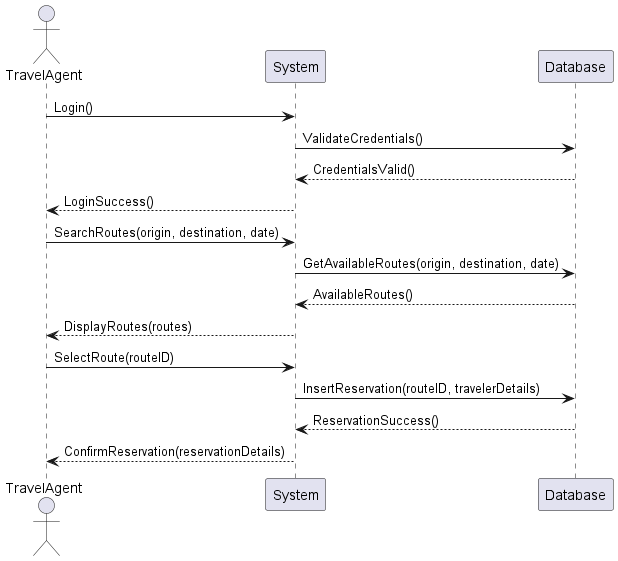 TravelAgent
System
Database
Login()
ValidateCredentials()
CredentialsValid()
LoginSuccess()
SearchRoutes(origin, destination, date)
GetAvailableRoutes(origin, destination, date)
AvailableRoutes()
DisplayRoutes(routes)
SelectRoute(routeID)
InsertReservation(routeID, travelerDetails)
ReservationSuccess()
ConfirmReservation(reservationDetails)
TravelAgent
System
Database